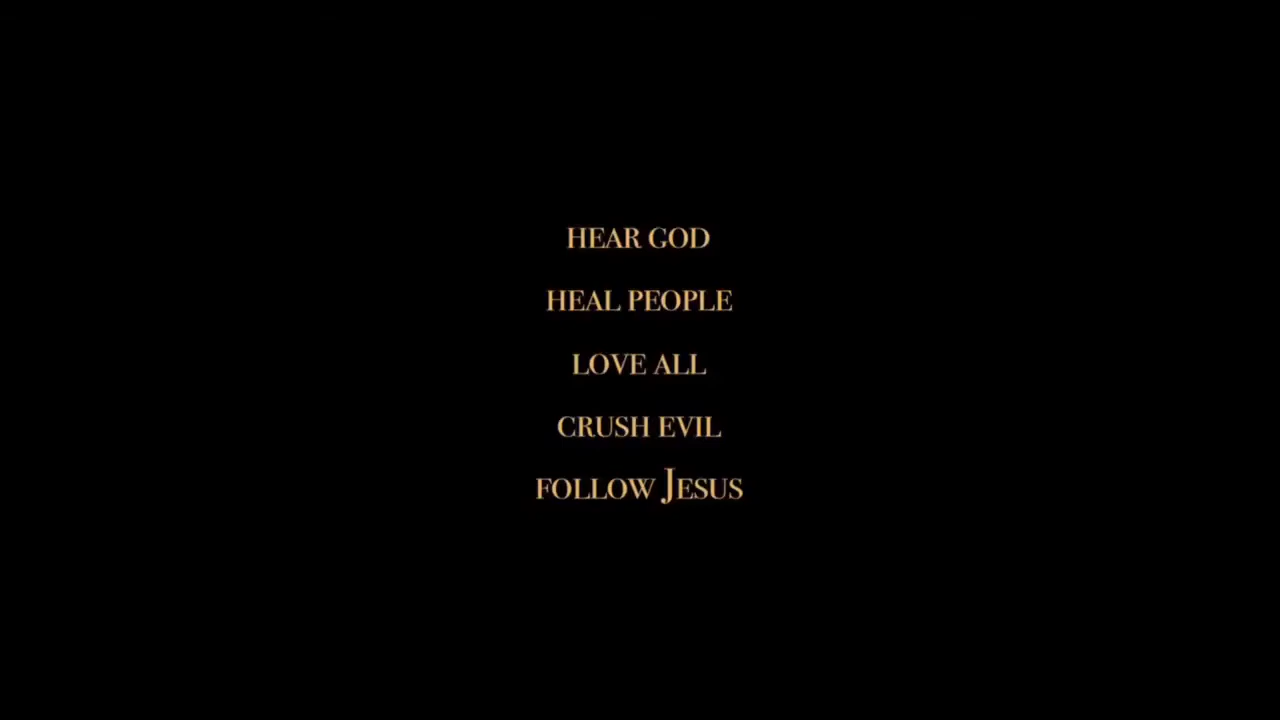 HEAR GOD
HEAL PEOPLE
LOVE ALL
CRUSH EVIL
FOLLOW JESUS